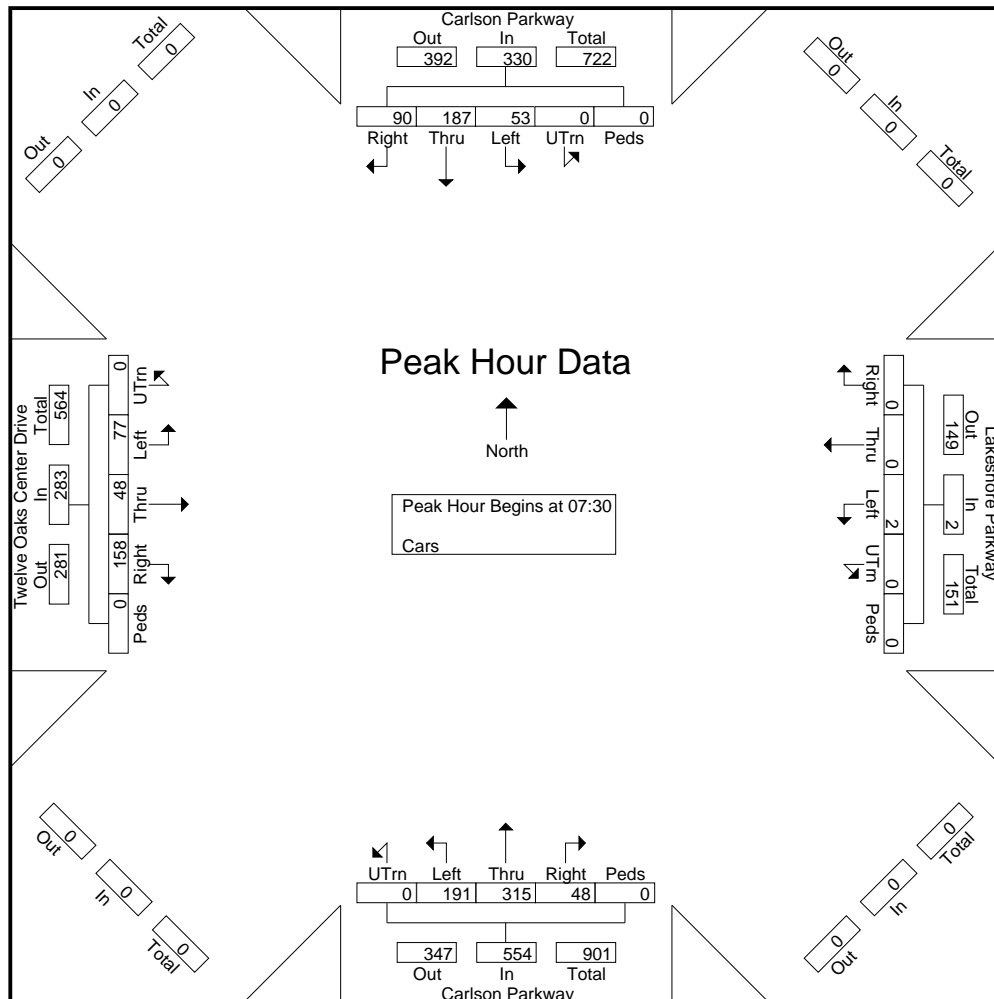 Carlson Parkway
Out In Total
392 330 722
90 187 53 0 0
Right Thru Left UTrn Peds
Total
0
In
0
Out
0
Out
0
In
0
Total
0
Peak Hour Data
North
Peak Hour Begins at 07:30
Cars
Twelve Oaks Center Drive
Out In Total
281 283 564
0 158 48 77 0
Peds Right Thru Left UTrn
Lakeshore Parkway
Out In Total
149 2 151
0 0 2 0 0
Right Thru Left UTrn Peds
Out
0
In
0
Total
0
Total
0
In
0
Out
0
UTrn Left Thru Right Peds
0 191 315 48 0
347 554 901
Out In Total
Carlson Parkway